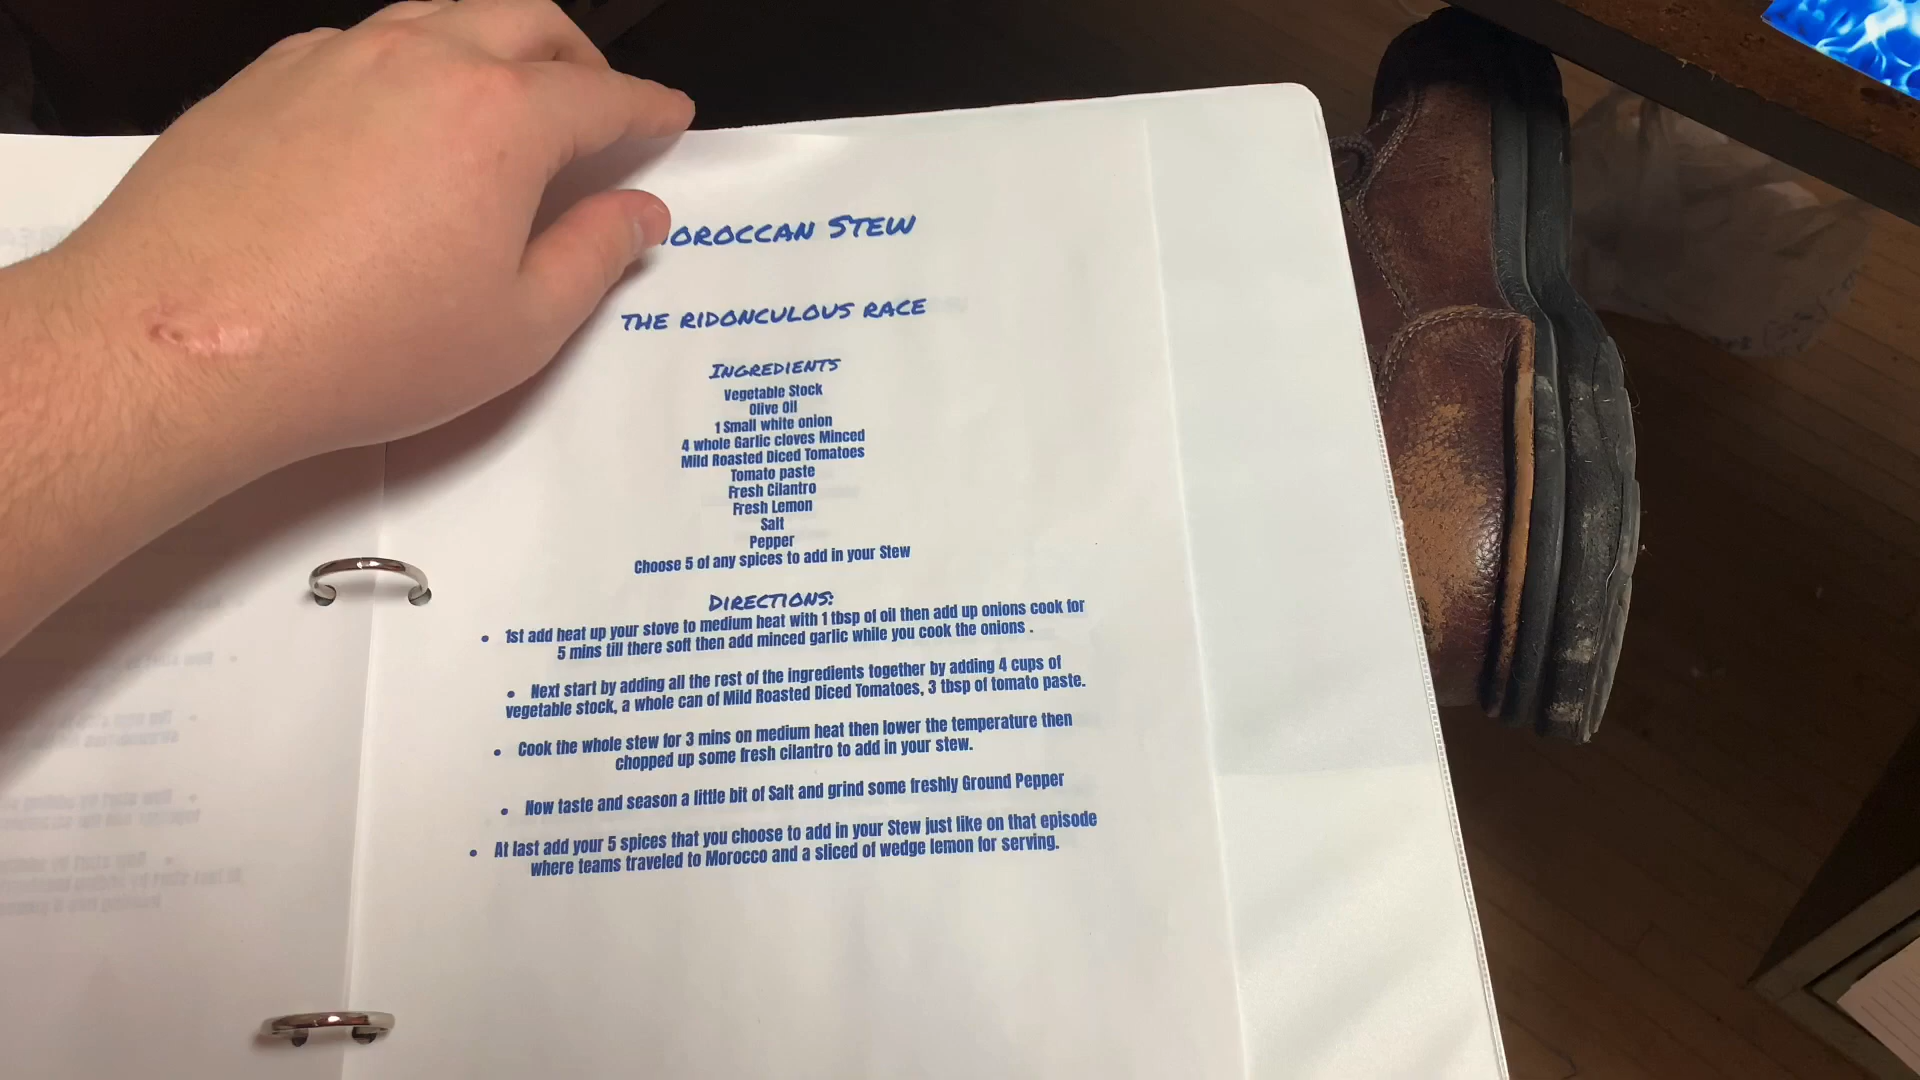 OROCCAN STEW
THE RIDONCULOUS RACE
INGREDIENTS
Vegetable Stock
Olive Oil
1 Small white onion
4 whole Garlic cloves Minced
Mild Roasted Diced Tomatoes
Tomato paste
Fresh Cilantro
Fresh Lemon
Salt
Pepper
Choose 5 of any spices to add in your Stew
DIRECTIONS:
• 1st add heat up your stove to medium heat with 1 tbsp of oil then add up onions cook for
5 mins till there soft then add minced garlic while you cook the onions .
• Next start by adding all the rest of the ingredients together by adding 4 cups of
vegetable stock, a whole can of Mild Roasted Diced Tomatoes, 3 tbsp of tomato paste.
• Cook the whole stew for 3 mins on medium heat then lower the temperature then
chopped up some fresh cilantro to add in your stew.
• Now taste and season a little bit of Salt and grind some freshly Ground Pepper
• At last add your 5 spices that you choose to add in your Stew just like on that episode
where teams traveled to Morocco and a sliced of wedge lemon for serving.